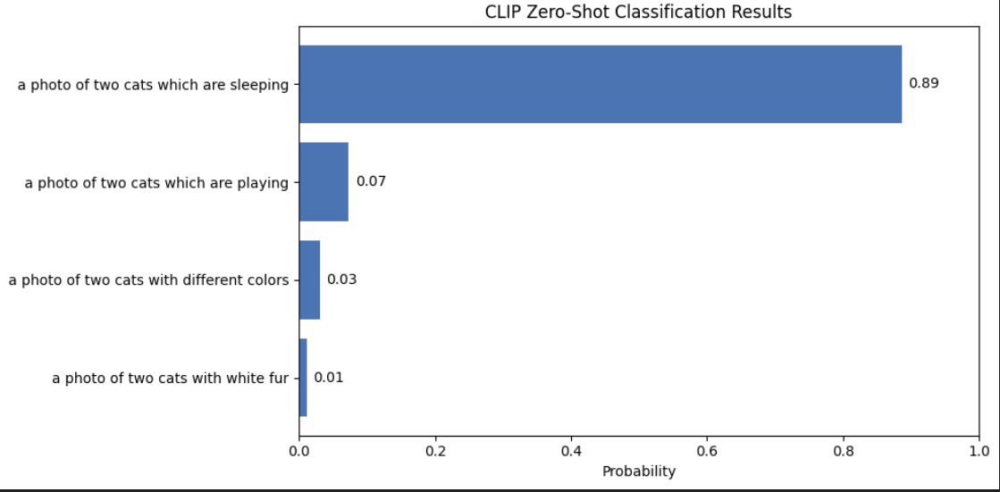 CLIP Zero-Shot Classification Results
a photo of two cats which are sleeping
0.89
a photo of two cats which are playing
0.07
a photo of two cats with different colors
0.03
a photo of two cats with white fur
0.01
0.0 0.2 0.4 0.6 0.8 1.0
Probability